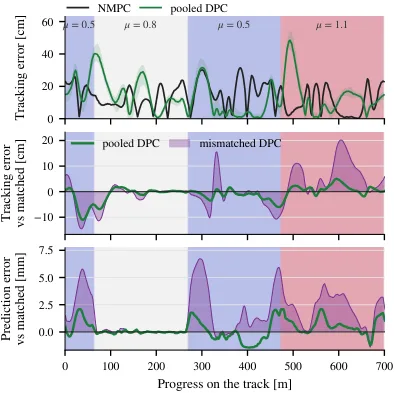 NMPC pooled DPC
60
40
20
0
Tracking error [cm]
μ = 0.5 μ = 0.8 μ = 0.5 μ = 1.1
20
10
0
−10
Tracking error
vs matched [cm]
pooled DPC mismatched DPC
7.5
5.0
2.5
0.0
Prediction error
vs matched [mm]
0 100 200 300 400 500 600 700
Progress on the track [m]